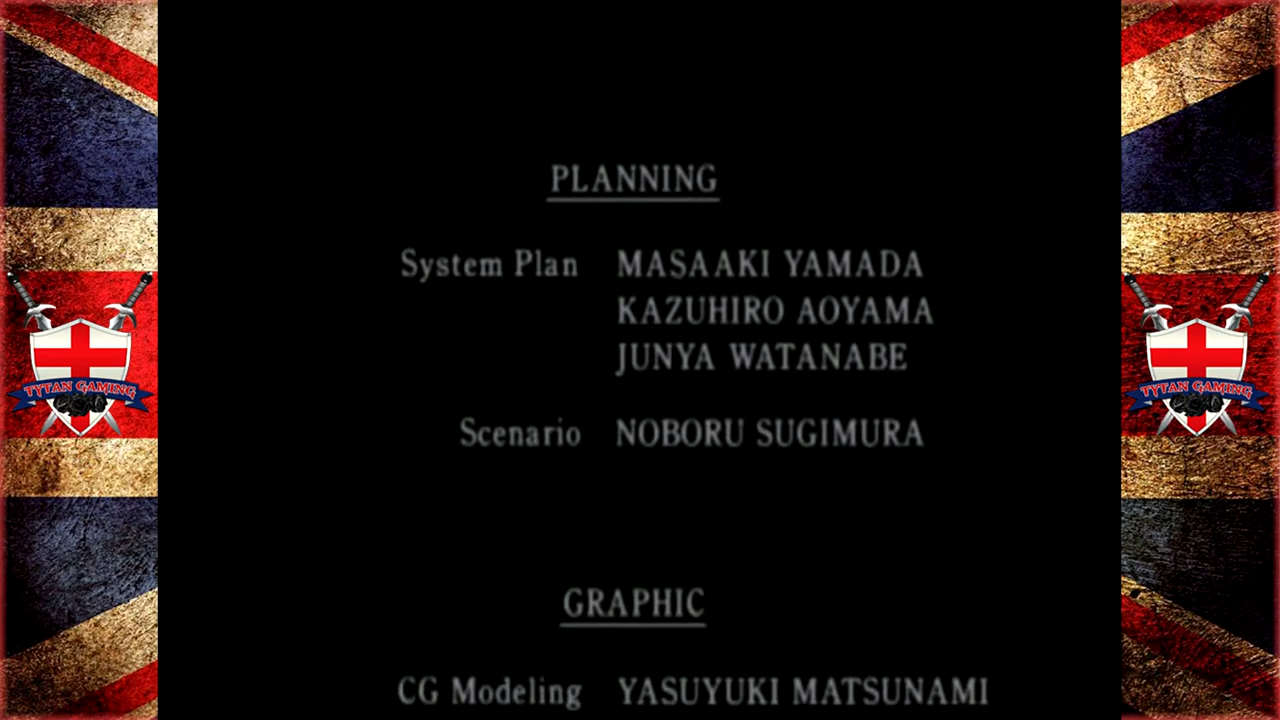 PLANNING
System Plan MASAAKI YAMADA
KAZUHIRO AOYAMA
JUNYA WATANABE
Scenario NOBORU SUGIMURA
GRAPHIC
CG Modeling YASUYUKI MATSUNAMI
TYTAN GAMING
TYTAN GAMING